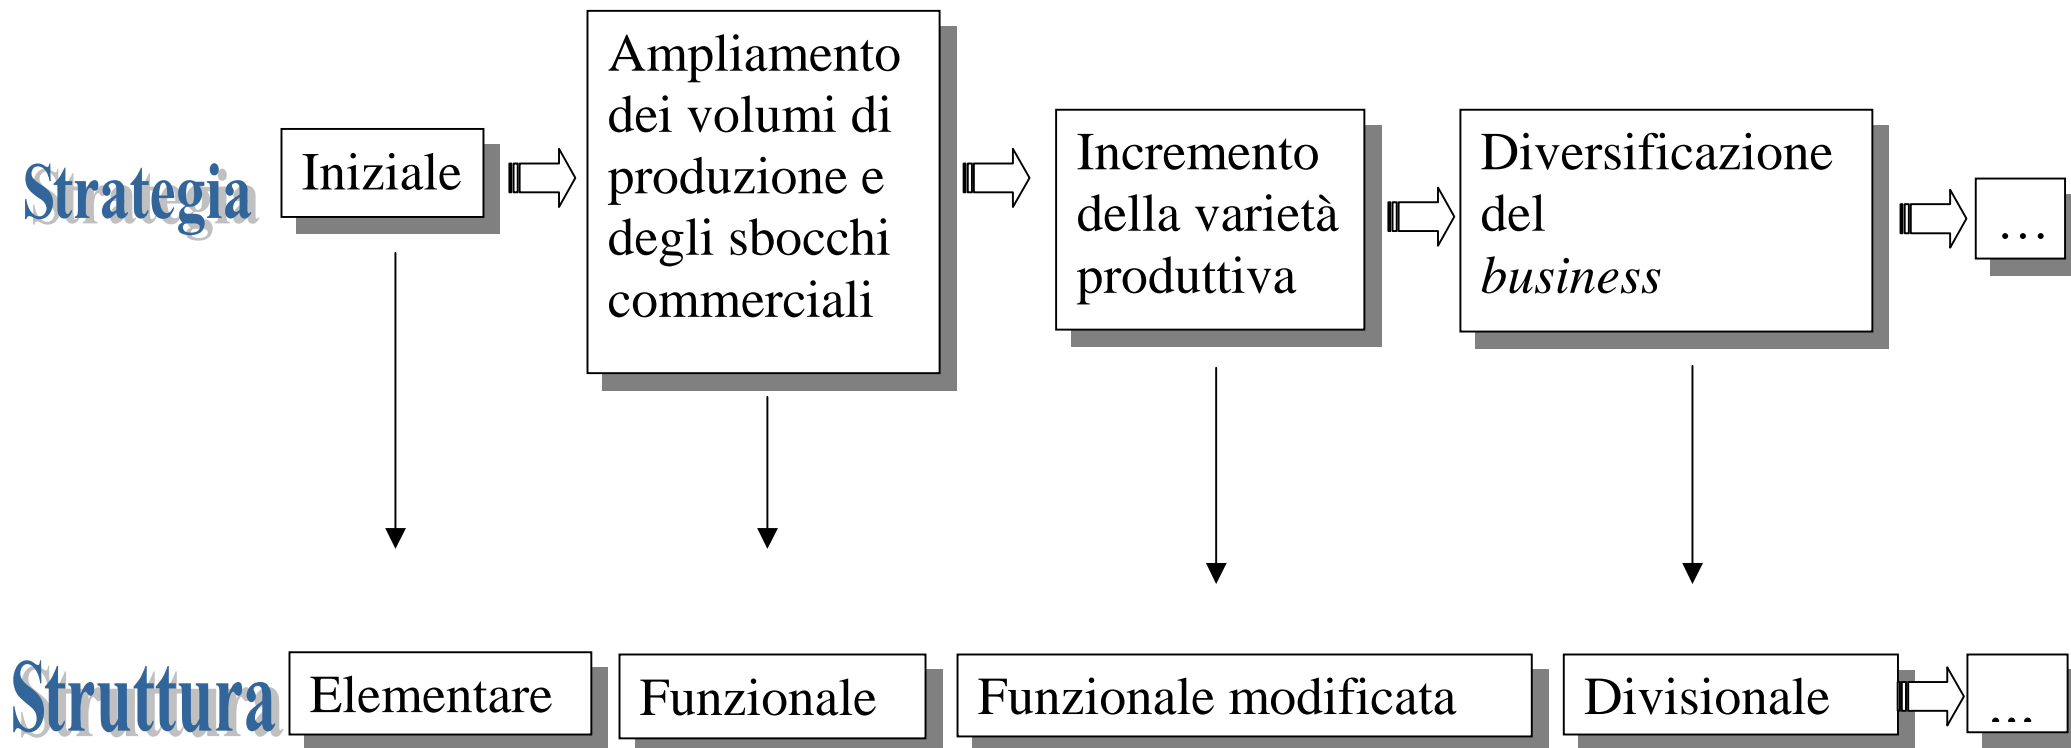 Strategia
Iniziale
Ampliamento
dei volumi di
produzione e
degli sbocchi
commerciali
Incremento
della varietà
produttiva
Diversificazione
del
business
…
Struttura
Elementare
Funzionale
Funzionale modificata
Divisionale
…